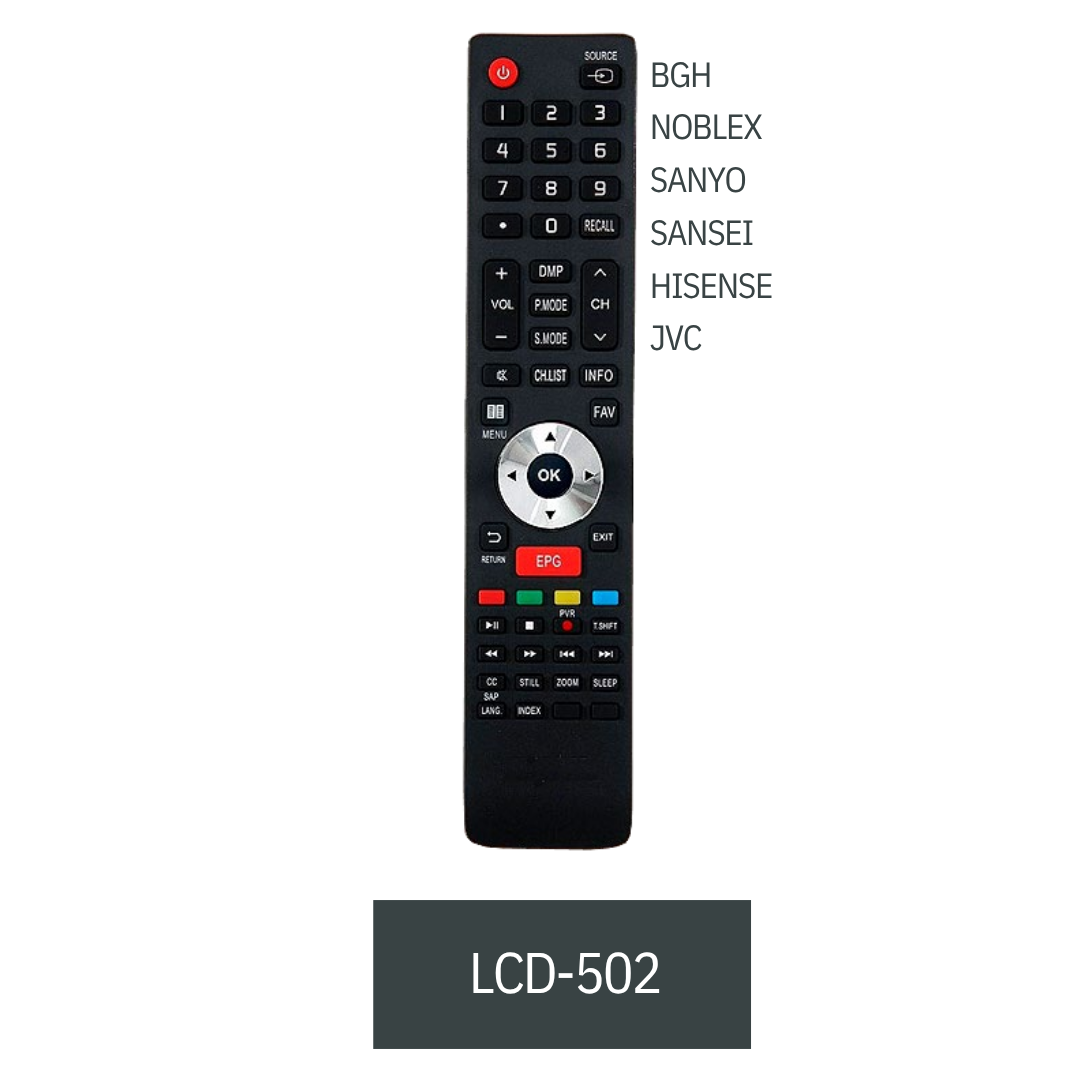 SOURCE
1 2 3
4 5 6
7 8 9
• 0 RECALL
+ DMP
VOL P.MODE CH
− S.MODE
CH.LIST INFO
MENU FAV
OK
RETURN EPG EXIT
PVR
T.SHIFT
CC STILL ZOOM SLEEP
SAP
LANG. INDEX
BGH
NOBLEX
SANYO
SANSEI
HISENSE
JVC
LCD-502